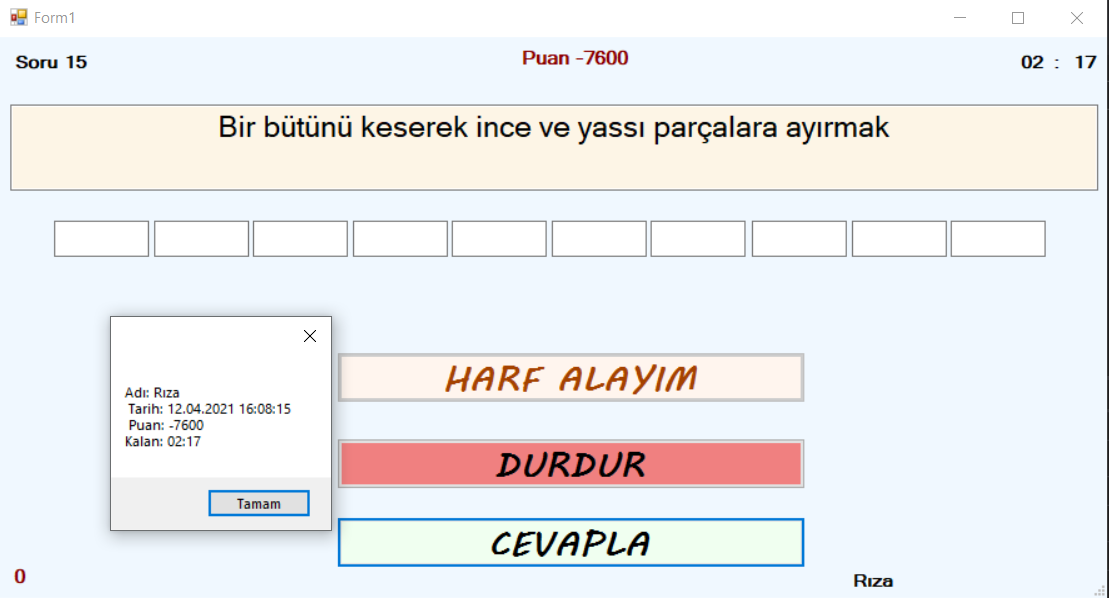 Form1
Soru 15
Puan -7600
02 : 17
Bir bütünü keserek ince ve yassı parçalara ayırmak
Adı: Rıza
Tarih: 12.04.2021 16:08:15
Puan: -7600
Kalan: 02:17
Tamam
HARF ALAYIM
DURDUR
CEVAPLA
0
Rıza